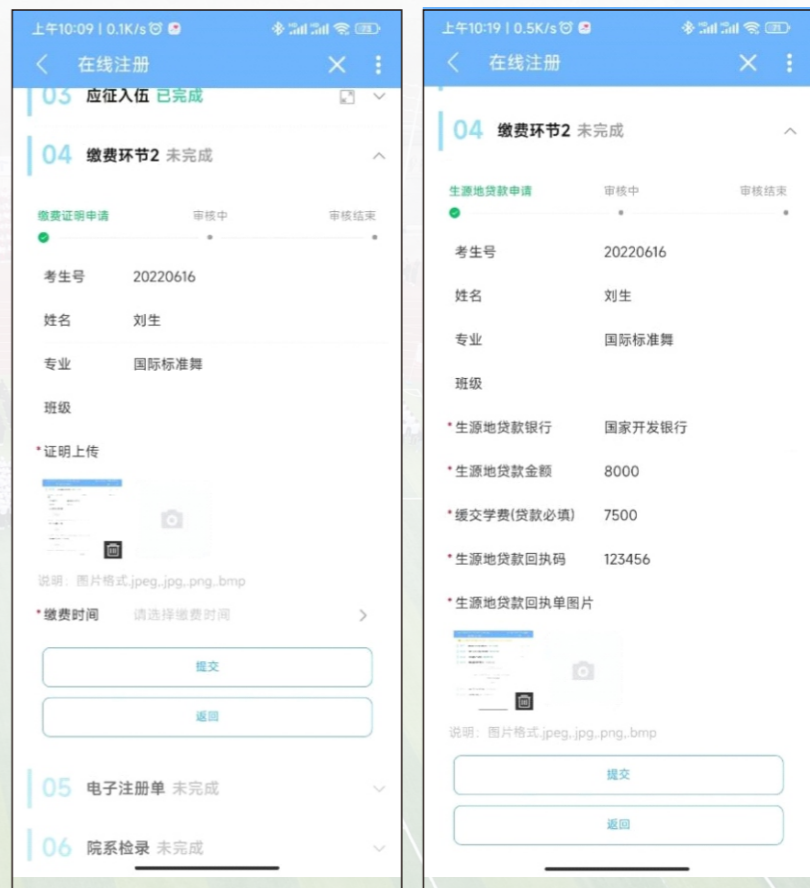 上午10:09 | 0.1K/s
在线注册
03 应征入伍 已完成
04 缴费环节2 未完成
缴费证明申请 审核中 审核结束
考生号 20220616
姓名 刘生
专业 国际标准舞
班级
*证明上传
说明：图片格式.jpeg,.jpg,.png,.bmp
*缴费时间 请选择缴费时间
提交
返回
05 电子注册单 未完成
06 院系检录 未完成
上午10:19 | 0.5K/s
在线注册
04 缴费环节2 未完成
生源地贷款申请 审核中 审核结束
考生号 20220616
姓名 刘生
专业 国际标准舞
班级
*生源地贷款银行 国家开发银行
*生源地贷款金额 8000
*缓交学费(贷款必填) 7500
*生源地贷款回执码 123456
*生源地贷款回执单图片
说明：图片格式.jpeg,.jpg,.png,.bmp
提交
返回